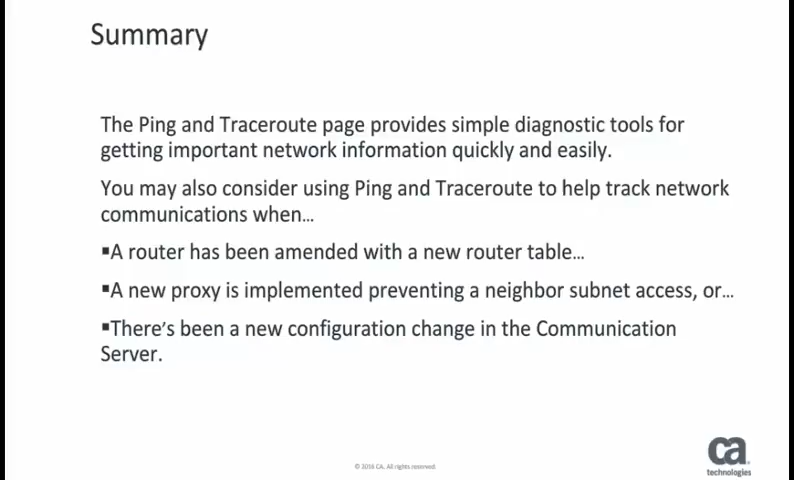 Summary
The Ping and Traceroute page provides simple diagnostic tools for
getting important network information quickly and easily.
You may also consider using Ping and Traceroute to help track network
communications when…
▪A router has been amended with a new router table…
▪A new proxy is implemented preventing a neighbor subnet access, or…
▪There's been a new configuration change in the Communication
Server.
© 2016 CA. All rights reserved.
ca
technologies